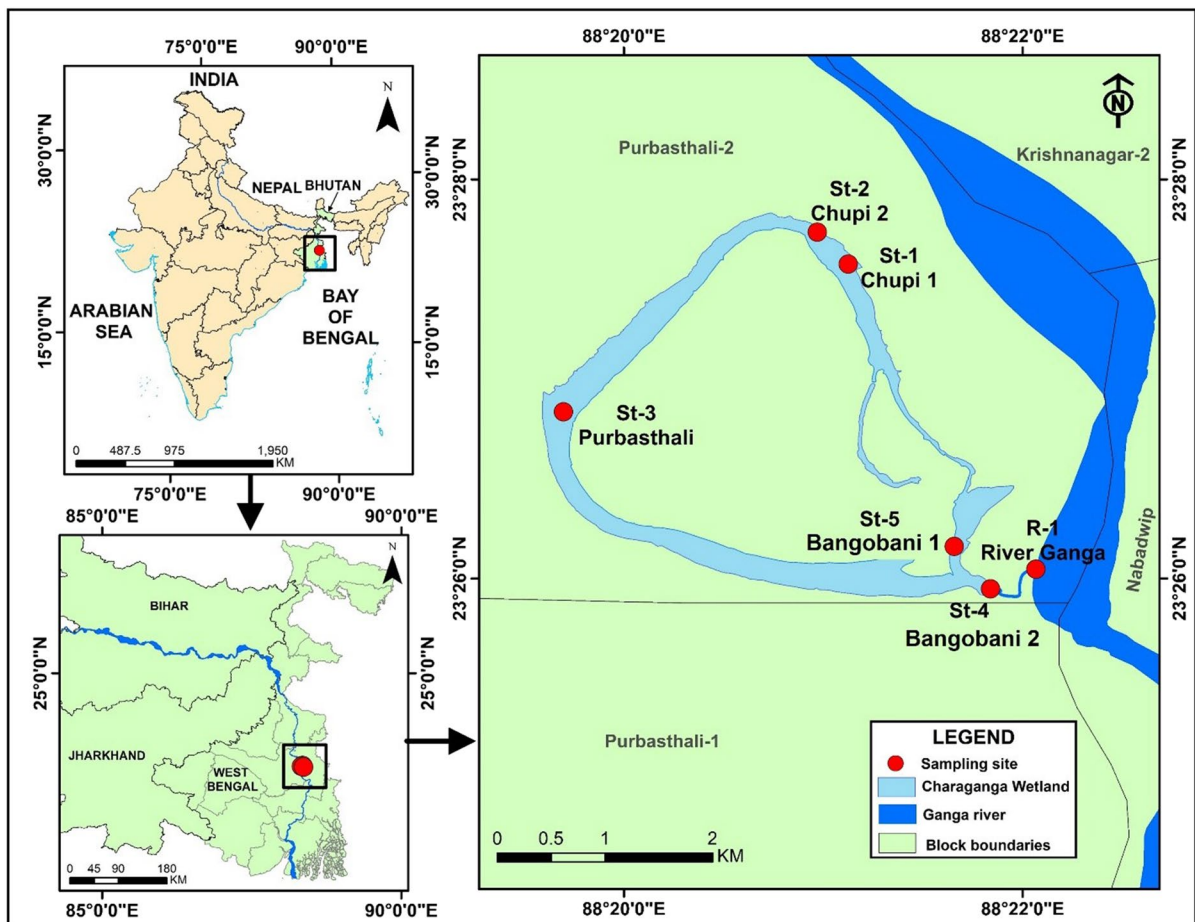 75°0'0"E
90°0'0"E
INDIA
N
30°0'0"N
30°0'0"N
NEPAL
BHUTAN
ARABIAN
SEA
BAY
OF
BENGAL
15°0'0"N
15°0'0"N
0 487.5 975 1,950
KM
75°0'0"E
90°0'0"E
85°0'0"E
90°0'0"E
N
BIHAR
25°0'0"N
25°0'0"N
JHARKHAND
WEST
BENGAL
0 45 90 180
KM
85°0'0"E
90°0'0"E
88°20'0"E
88°22'0"E
N
Purbasthali-2
Krishnanagar-2
23°28'0"N
23°28'0"N
St-2
Chupi 2
St-1
Chupi 1
St-3
Purbasthali
St-5
Bangobani 1
R-1
River Ganga
Nabadwip
23°26'0"N
23°26'0"N
St-4
Bangobani 2
Purbasthali-1
LEGEND
Sampling site
Charaganga Wetland
Ganga river
Block boundaries
0 0.5 1 2
KM
88°20'0"E
88°22'0"E